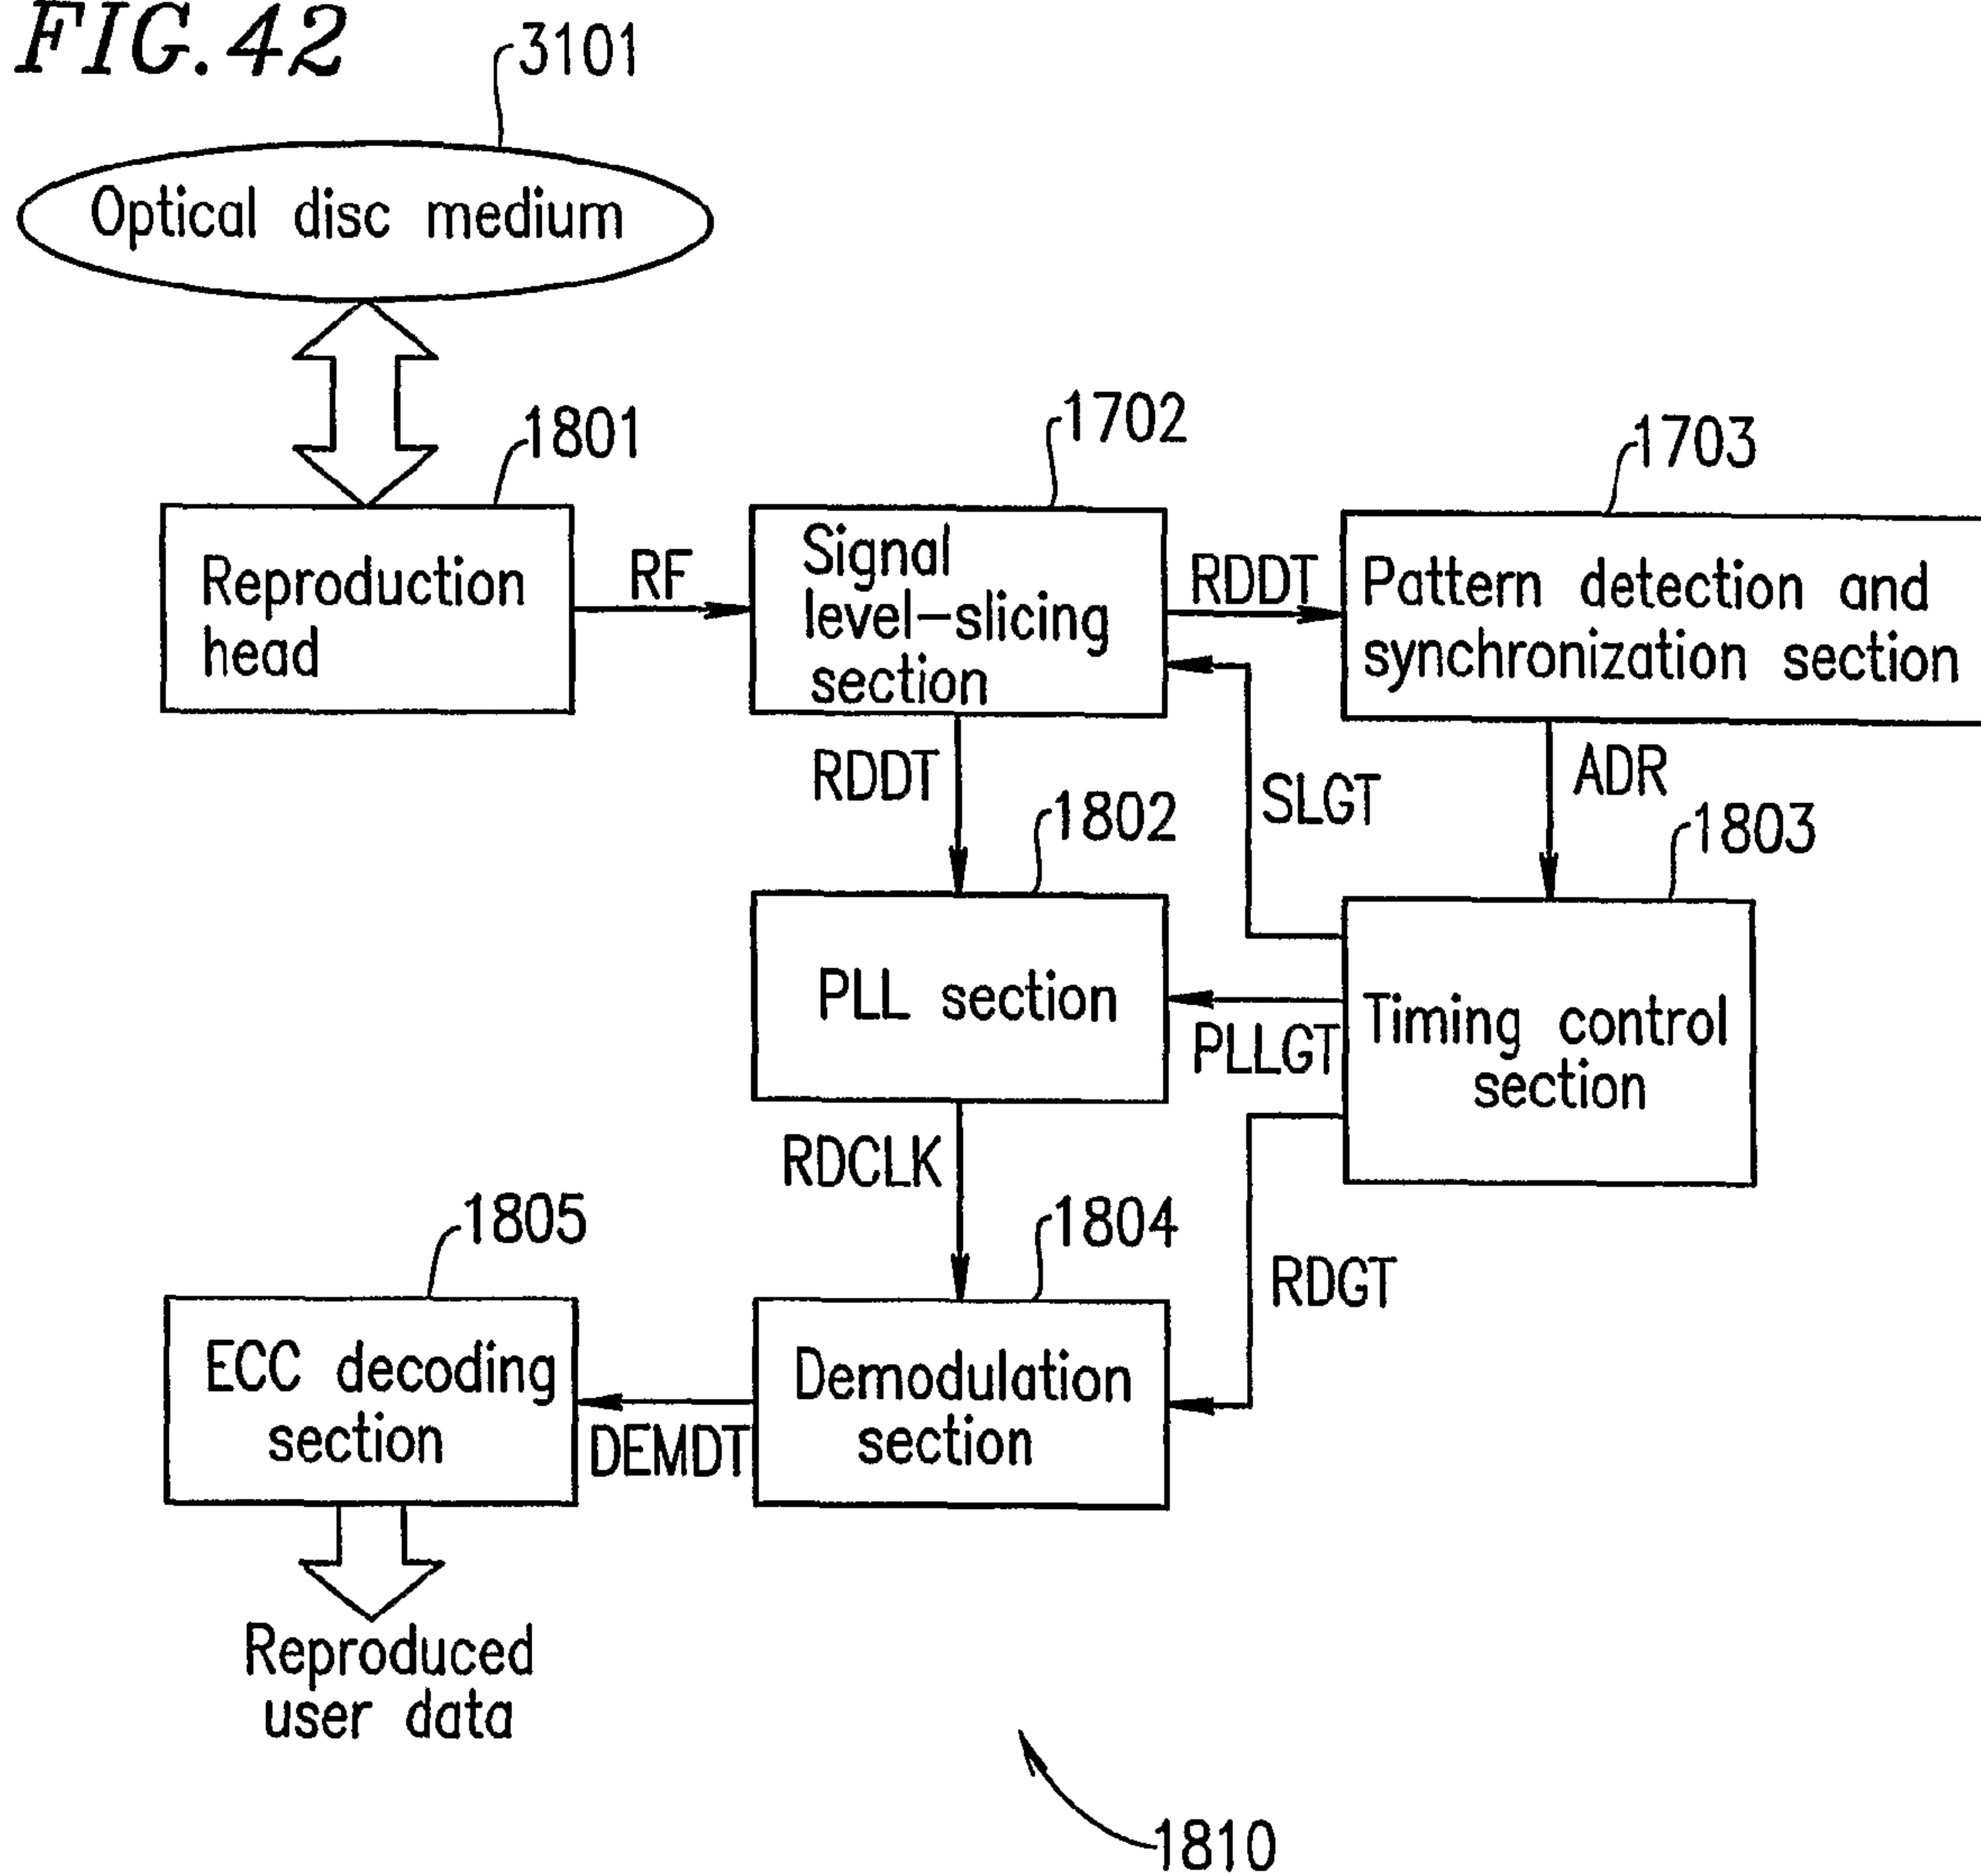 FIG. 42
3101
Optical disc medium
1801
1702
1703
Reproduction
head
RF
Signal
level-slicing
section
RDDT
Pattern detection and
synchronization section
RDDT
SLGT
ADR
1802
1803
PLL section
PLLGT
Timing control
section
RDCLK
RDGT
1805
1804
ECC decoding
section
DEMDT
Demodulation
section
Reproduced
user data
1810